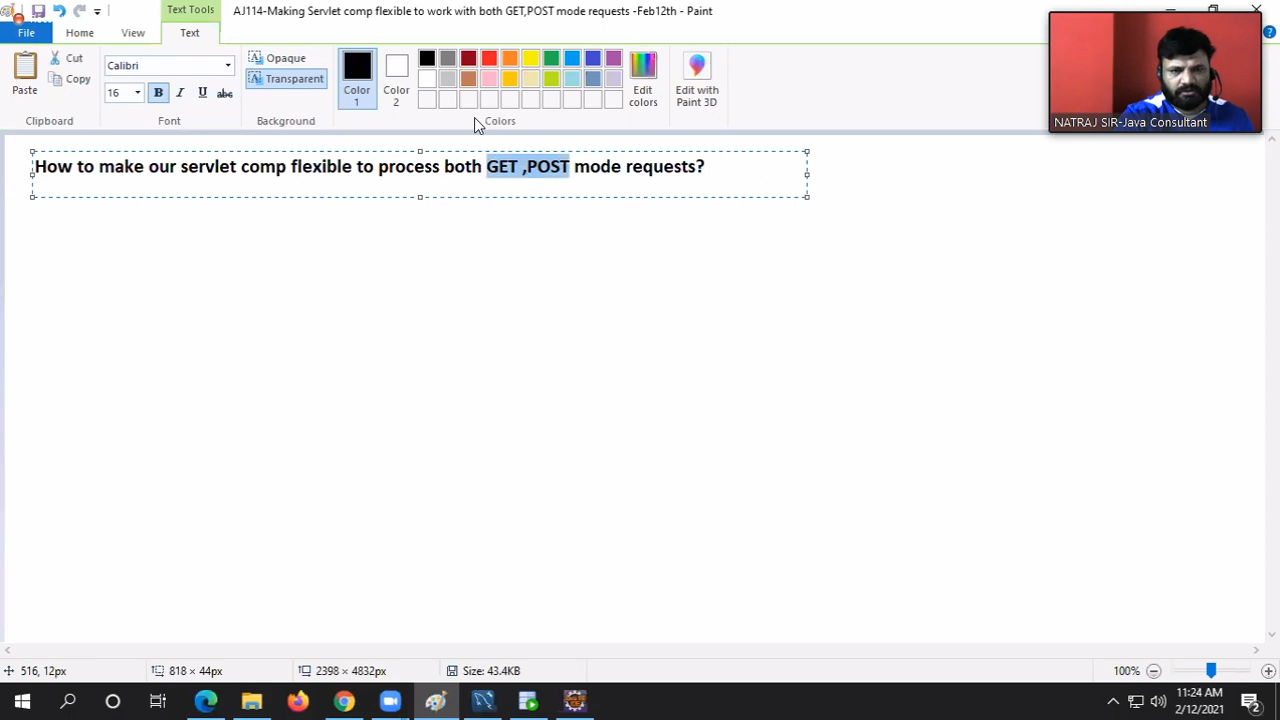 Text Tools
AJ114-Making Servlet comp flexible to work with both GET,POST mode requests -Feb12th - Paint
File
Home
View
Text
Paste
Cut
Copy
Clipboard
Calibri
16
B
I
U
abc
Font
Opaque
Transparent
Background
Color
1
Color
2
Colors
Edit
colors
Edit with
Paint 3D
NATRAJ SIR-Java Consultant
How to make our servlet comp flexible to process both GET ,POST mode requests?
516, 12px
818 × 44px
2398 × 4832px
Size: 43.4KB
100%
11:24 AM
2/12/2021
2